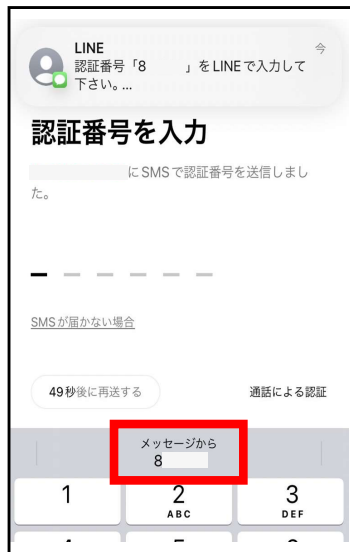 LINE
今
認証番号「8 」をLINEで入力して
下さい。...
認証番号を入力
にSMSで認証番号を送信しまし
た。
SMSが届かない場合
49秒後に再送する
通話による認証
メッセージから
8
1
2
ABC
3
DEF